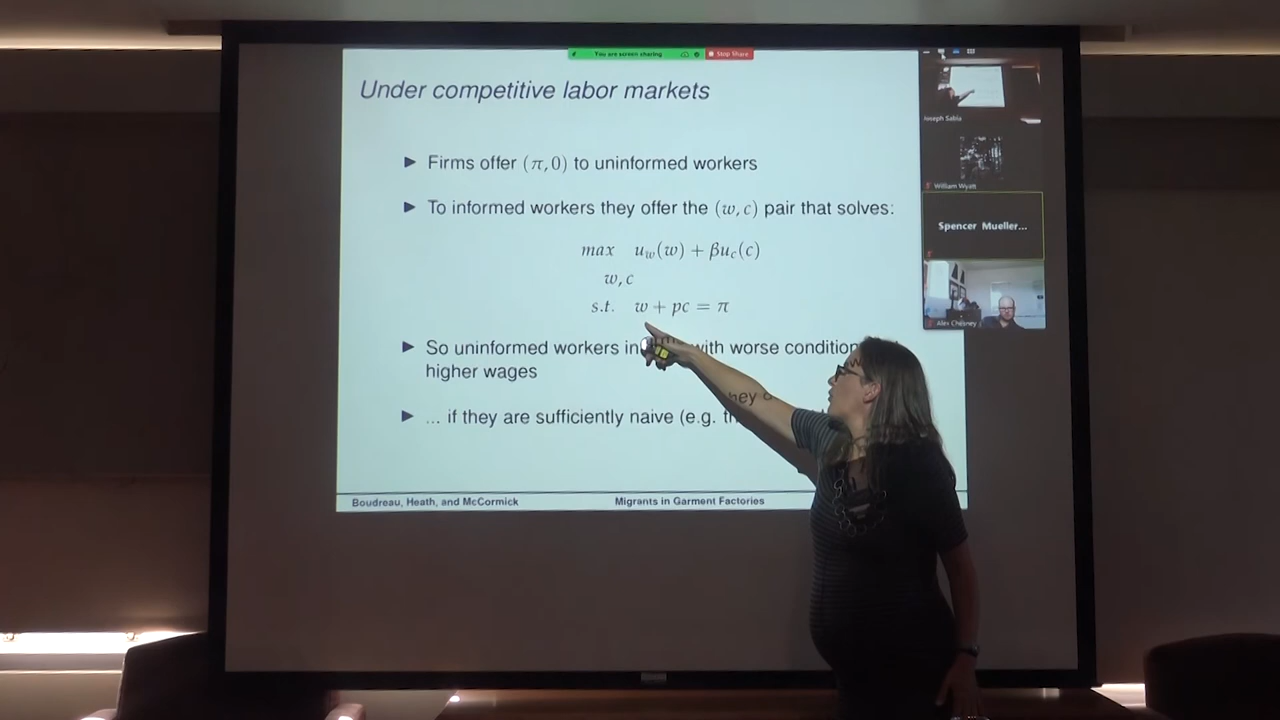 You are screen sharing
Stop Share
Under competitive labor markets
Firms offer (π, 0) to uninformed workers
To informed workers they offer the (w, c) pair that solves:
max u_w(w) + βu_c(c)
w, c
s.t. w + pc = π
So uninformed workers in with worse condition
higher wages
... if they are sufficiently naive (e.g.
hey
Boudreau, Heath, and McCormick
Migrants in Garment Factories
Joseph Sabia
William Wyatt
Spencer Mueller...
Alex Chesney